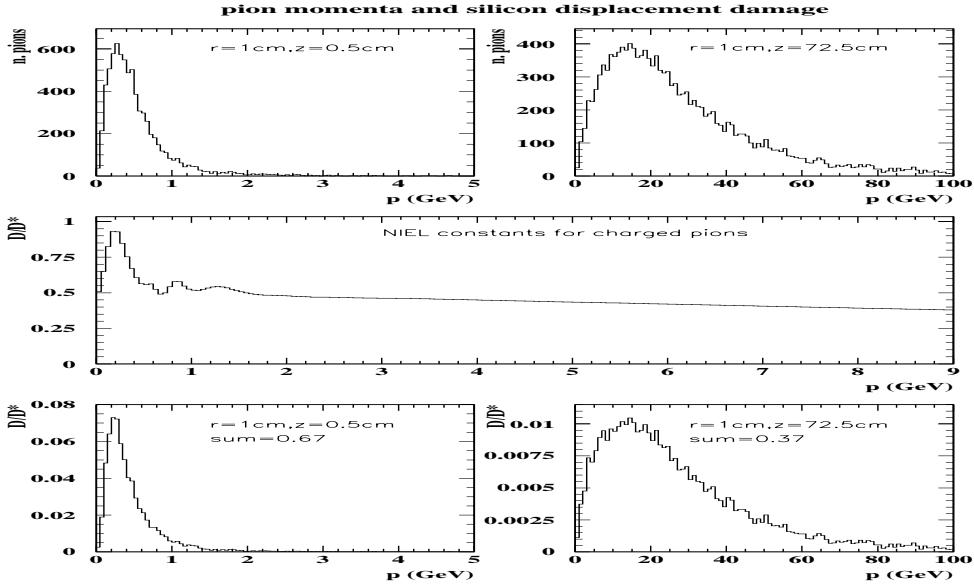 pion momenta and silicon displacement damage
n. pions
600
400
200
0
r=1cm,z=0.5cm
0 1 2 3 4 5
p (GeV)
n. pions
400
300
200
100
0
r=1cm,z=72.5cm
0 20 40 60 80 100
p (GeV)
D/D*
1
0.75
0.5
0.25
0
NIEL constants for charged pions
0 1 2 3 4 5 6 7 8 9
p (GeV)
D/D*
0.08
0.06
0.04
0.02
0
r=1cm,z=0.5cm
sum=0.67
0 1 2 3 4 5
p (GeV)
D/D*
0.01
0.0075
0.005
0.0025
0
r=1cm,z=72.5cm
sum=0.37
0 20 40 60 80 100
p (GeV)